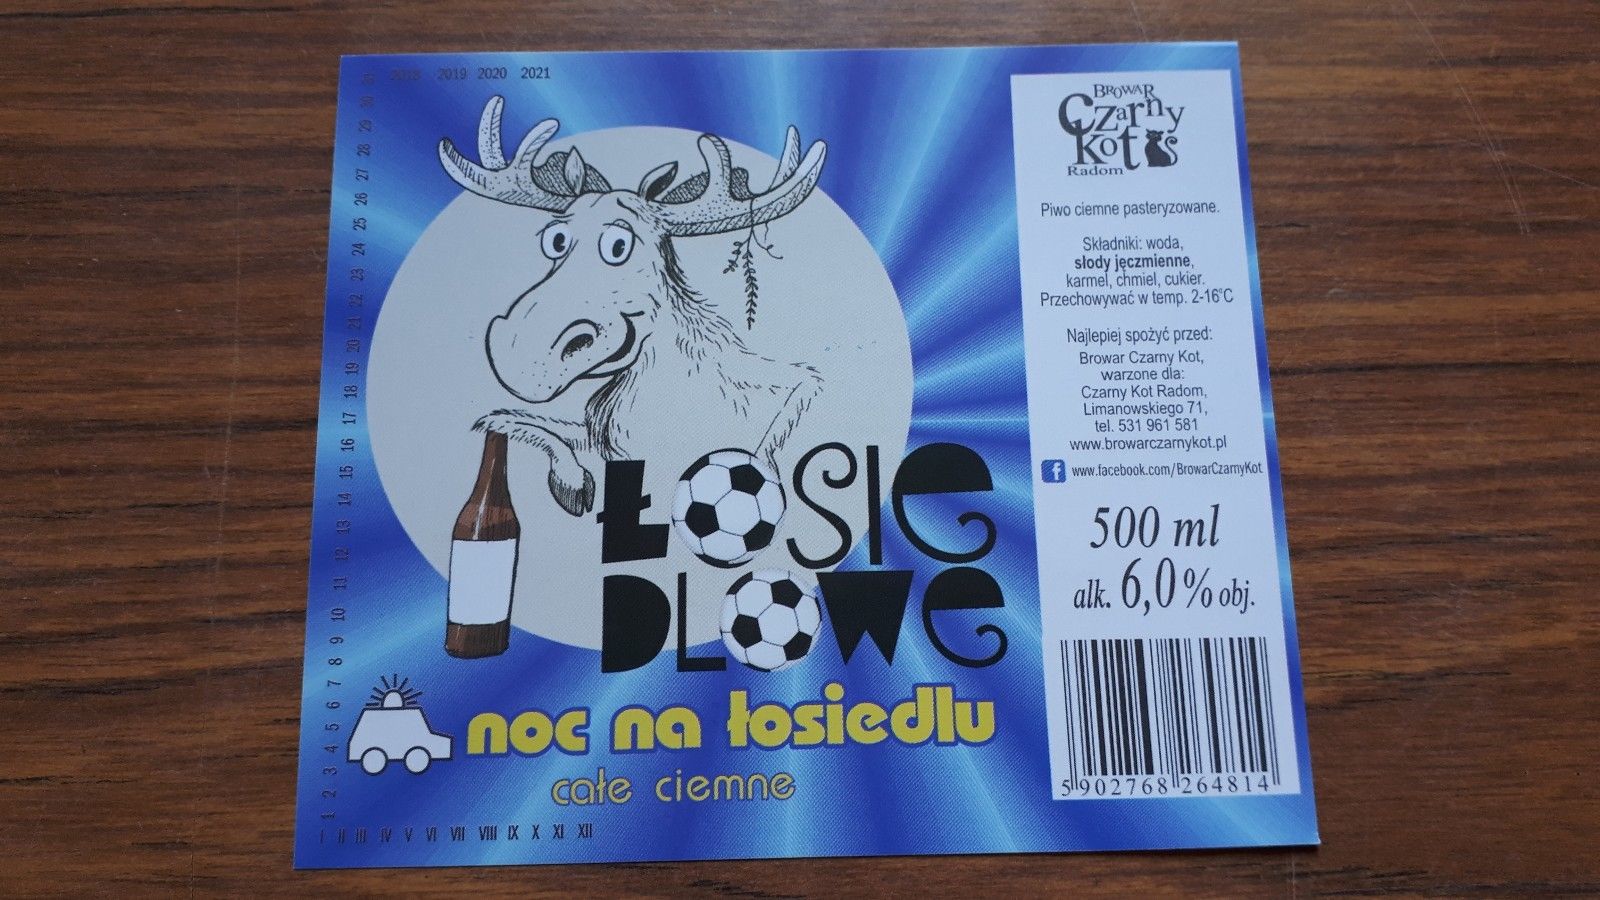 2018 2019 2020 2021
31 30 29 28 27 26 25 24 23 22 21 20 19 18 17 16 15 14 13 12 11 10 9 8 7 6 5 4 3 2 1
I II III IV V VI VII VIII IX X XI XII
ŁOSIE
DLOWE
noc na łosiedlu
całe ciemne
BROWAR
Czarny
Kot
Radom
Piwo ciemne pasteryzowane.
Składniki: woda,
słody jęczmienne,
karmel, chmiel, cukier.
Przechowywać w temp. 2-16°C
Najlepiej spożyć przed:
Browar Czarny Kot,
warzone dla:
Czarny Kot Radom,
Limanowskiego 71,
tel. 531 961 581
www.browarczarnykot.pl
f www.facebook.com/BrowarCzarnyKot
500 ml
alk. 6,0% obj.
5 902768 264814